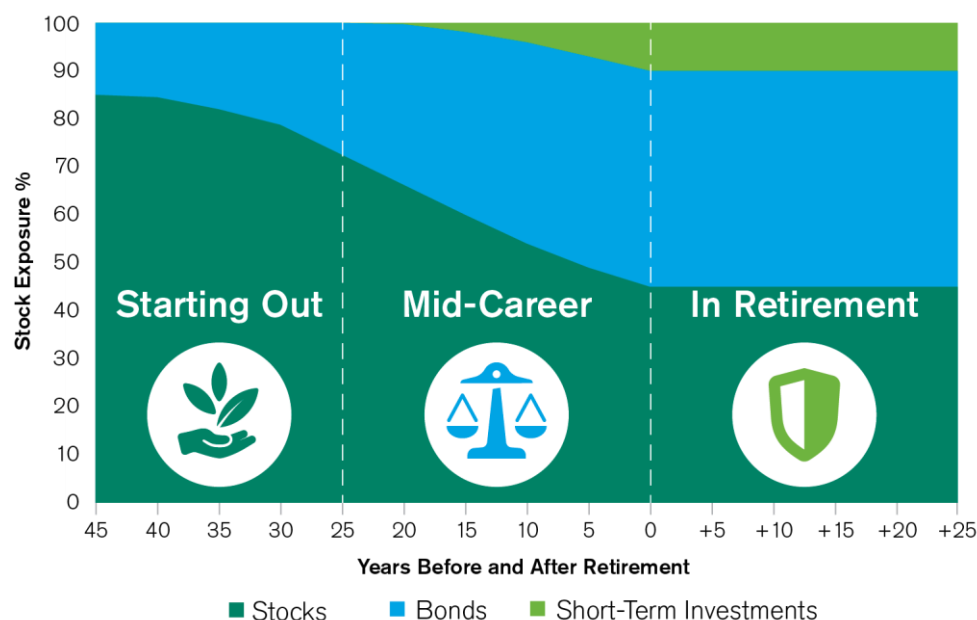 100
90
80
70
60
50
40
30
20
10
0
Stock Exposure %
Starting Out
Mid-Career
In Retirement
45 40 35 30 25 20 15 10 5 0 +5 +10 +15 +20 +25
Years Before and After Retirement
Stocks Bonds Short-Term Investments